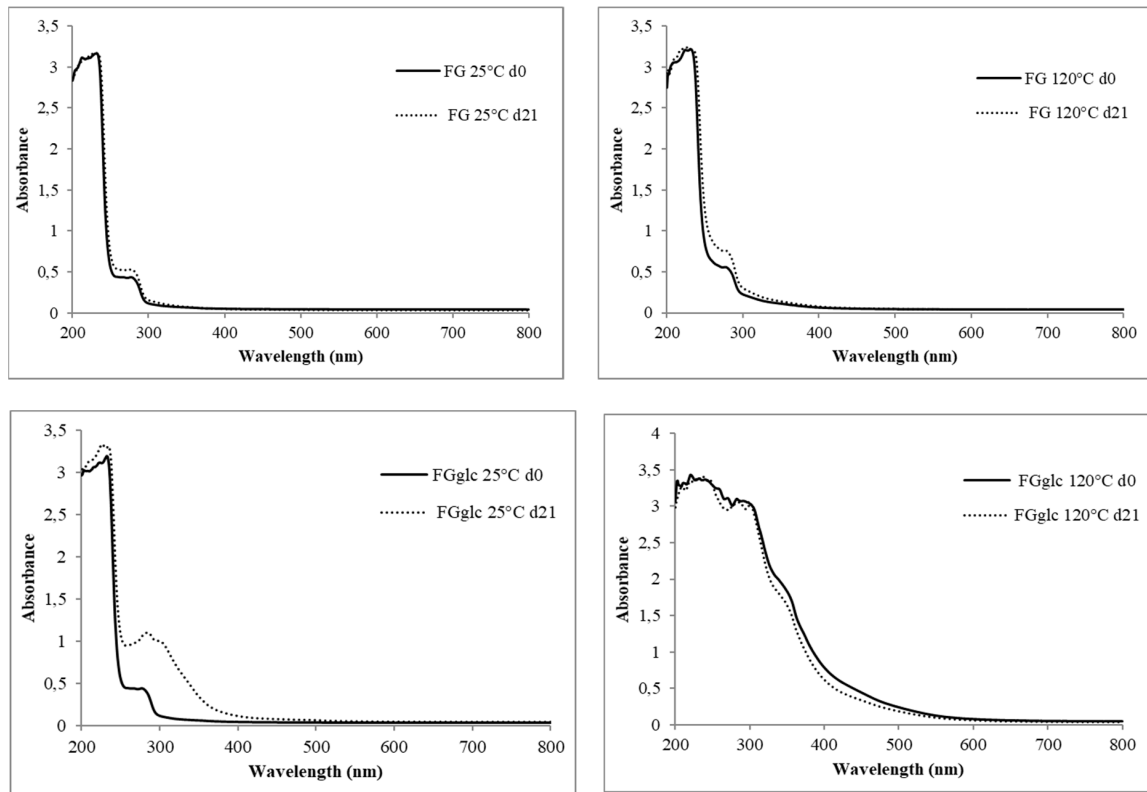 3,5
3
2,5
2
1,5
1
0,5
0
Absorbance
200 300 400 500 600 700 800
Wavelength (nm)
FG 25°C d0
FG 25°C d21
3,5
3
2,5
2
1,5
1
0,5
0
Absorbance
200 300 400 500 600 700 800
Wavelength (nm)
FG 120°C d0
FG 120°C d21
3,5
3
2,5
2
1,5
1
0,5
0
Absorbance
200 300 400 500 600 700 800
Wavelength (nm)
FGglc 25°C d0
FGglc 25°C d21
4
3,5
3
2,5
2
1,5
1
0,5
0
Absorbance
200 300 400 500 600 700 800
Wavelength (nm)
FGglc 120°C d0
FGglc 120°C d21